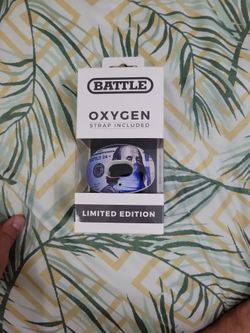 BATTLE
OXYGEN
STRAP INCLUDED
LIMITED EDITION